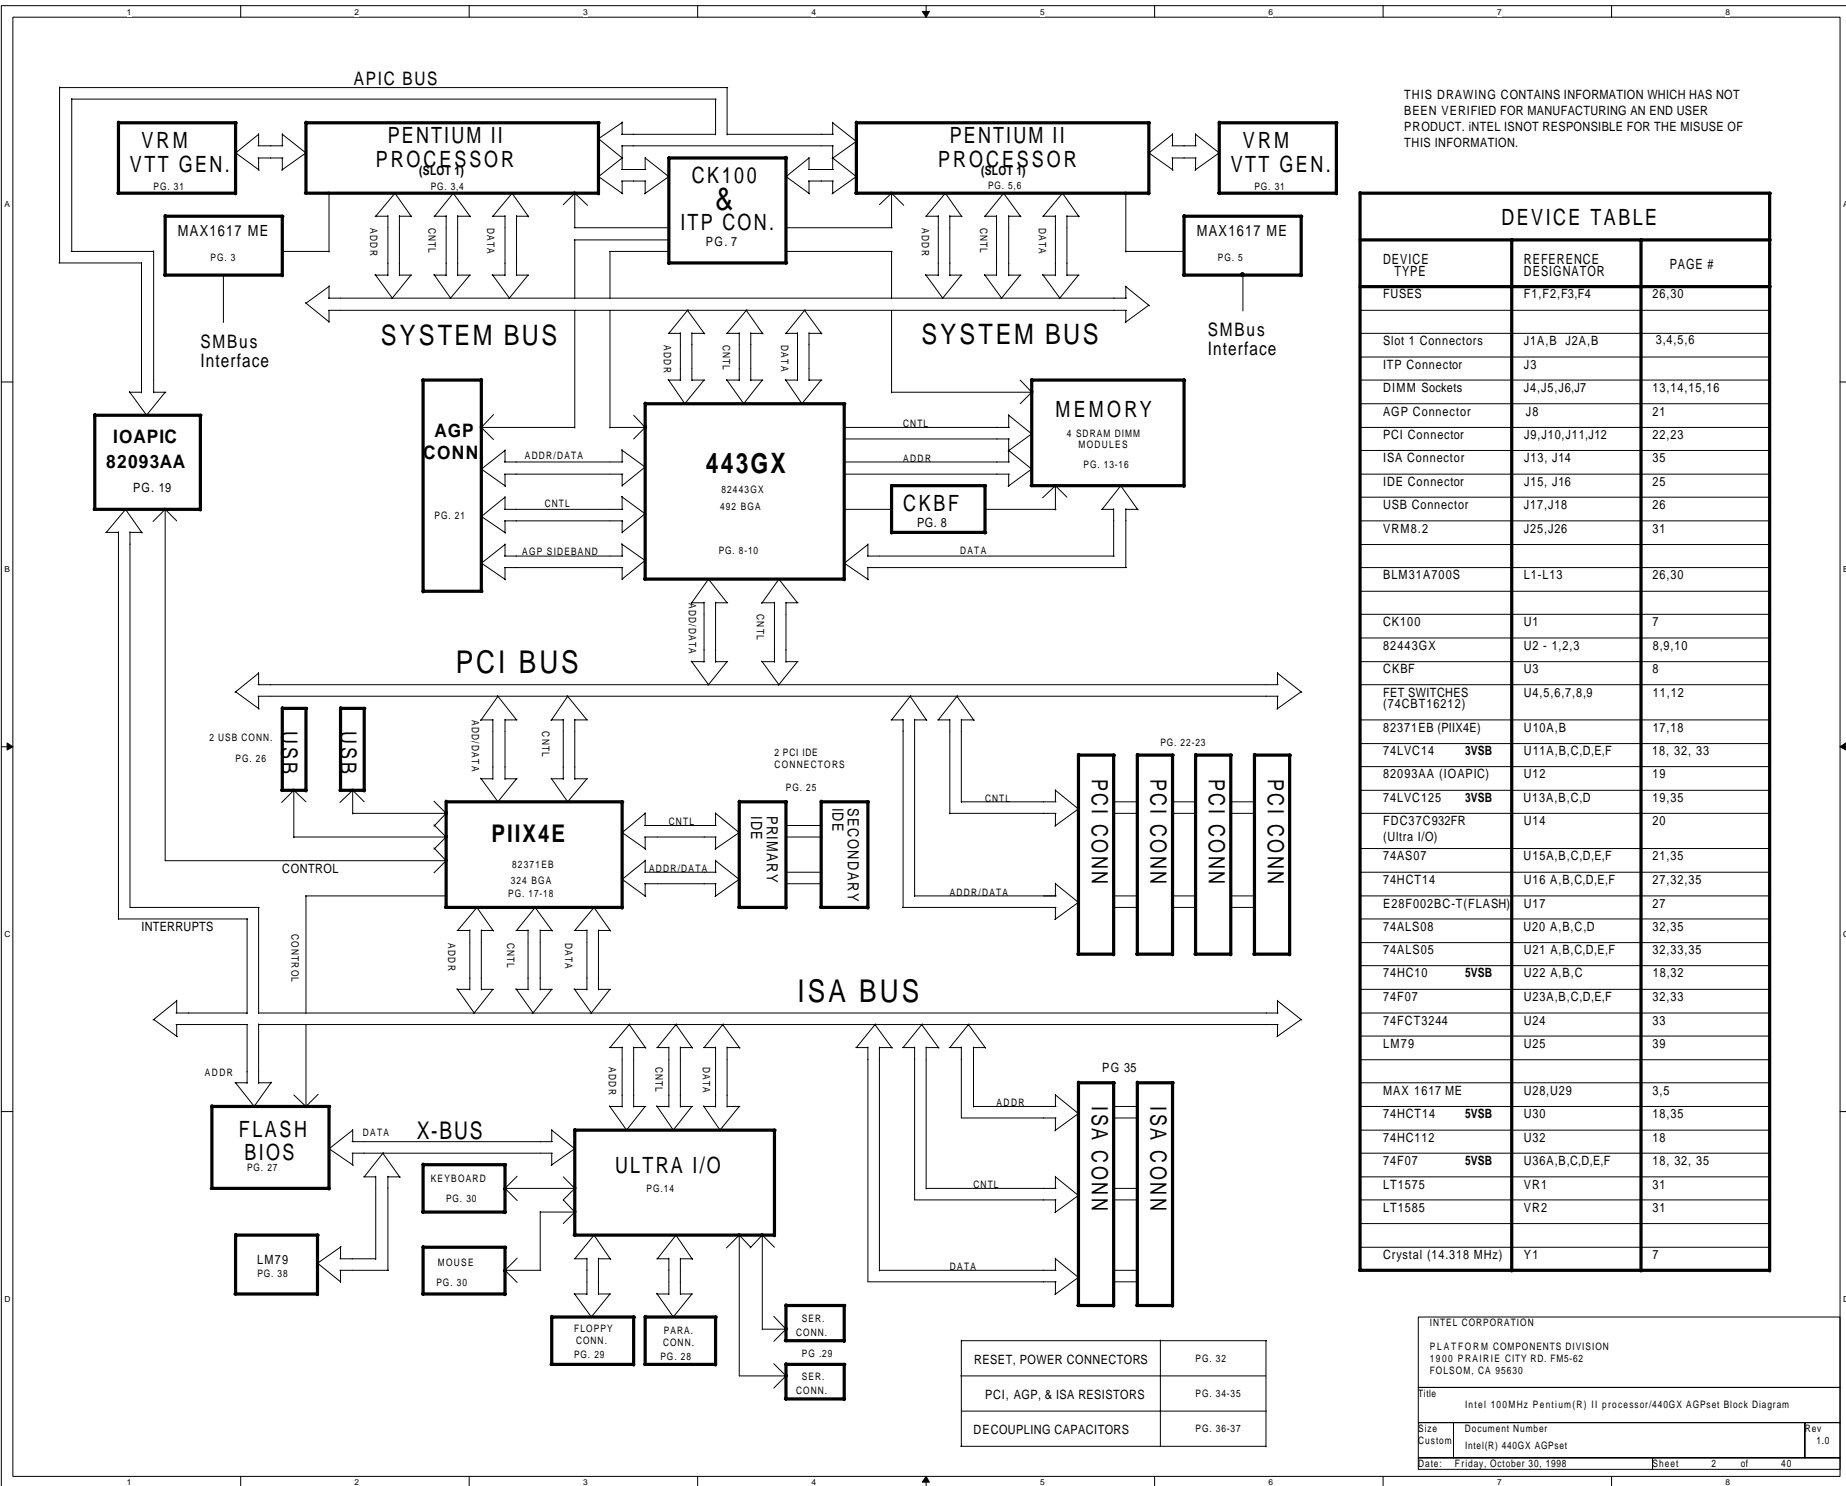 1 2 3 4 5 6 7 8
APIC BUS
THIS DRAWING CONTAINS INFORMATION WHICH HAS NOT
BEEN VERIFIED FOR MANUFACTURING AN END USER
PRODUCT. iNTEL ISNOT RESPONSIBLE FOR THE MISUSE OF
THIS INFORMATION.
VRM
VTT GEN.
PG. 31
PENTIUM II
PROCESSOR
(SLOT 1)
PG. 3,4
CK100
&
ITP CON.
PG. 7
PENTIUM II
PROCESSOR
(SLOT 1)
PG. 5,6
VRM
VTT GEN.
PG. 31
A
A
MAX1617 ME
PG. 3
ADDR
CNTL
DATA
ADDR
CNTL
DATA
MAX1617 ME
PG. 5
SMBus
Interface
SYSTEM BUS
SYSTEM BUS
SMBus
Interface
ADDR
CNTL
DATA
IOAPIC
82093AA
PG. 19
AGP
CONN
PG. 21
ADDR/DATA
CNTL
AGP SIDEBAND
443GX
82443GX
492 BGA
PG. 8-10
CNTL
ADDR
CKBF
PG. 8
DATA
MEMORY
4 SDRAM DIMM
MODULES
PG. 13-16
B
B
ADD/DATA
CNTL
PCI BUS
2 USB CONN.
PG. 26
USB
USB
ADD/DATA
CNTL
2 PCI IDE
CONNECTORS
PG. 25
PIIX4E
82371EB
324 BGA
PG. 17-18
CNTL
ADDR/DATA
PRIMARY
IDE
SECONDARY
IDE
PG. 22-23
CNTL
ADDR/DATA
PCI CONN
PCI CONN
PCI CONN
PCI CONN
CONTROL
INTERRUPTS
CONTROL
C
C
ADDR
CNTL
DATA
ISA BUS
ADDR
ADDR
CNTL
DATA
PG 35
ADDR
CNTL
DATA
ISA CONN
ISA CONN
FLASH
BIOS
PG. 27
DATA
X-BUS
ULTRA I/O
PG.14
KEYBOARD
PG. 30
LM79
PG. 38
MOUSE
PG. 30
D
D
FLOPPY
CONN.
PG. 29
PARA.
CONN.
PG. 28
SER.
CONN.
PG .29
SER.
CONN.
RESET, POWER CONNECTORS PG. 32
PCI, AGP, & ISA RESISTORS PG. 34-35
DECOUPLING CAPACITORS PG. 36-37
DEVICE TABLE
DEVICE TYPE REFERENCE DESIGNATOR PAGE #
FUSES F1,F2,F3,F4 26,30
Slot 1 Connectors J1A,B J2A,B 3,4,5,6
ITP Connector J3
DIMM Sockets J4,J5,J6,J7 13,14,15,16
AGP Connector J8 21
PCI Connector J9,J10,J11,J12 22,23
ISA Connector J13, J14 35
IDE Connector J15, J16 25
USB Connector J17,J18 26
VRM8.2 J25,J26 31
BLM31A700S L1-L13 26,30
CK100 U1 7
82443GX U2 - 1,2,3 8,9,10
CKBF U3 8
FET SWITCHES (74CBT16212) U4,5,6,7,8,9 11,12
82371EB (PIIX4E) U10A,B 17,18
74LVC14 3VSB U11A,B,C,D,E,F 18, 32, 33
82093AA (IOAPIC) U12 19
74LVC125 3VSB U13A,B,C,D 19,35
FDC37C932FR (Ultra I/O) U14 20
74AS07 U15A,B,C,D,E,F 21,35
74HCT14 U16 A,B,C,D,E,F 27,32,35
E28F002BC-T(FLASH) U17 27
74ALS08 U20 A,B,C,D 32,35
74ALS05 U21 A,B,C,D,E,F 32,33,35
74HC10 5VSB U22 A,B,C 18,32
74F07 U23A,B,C,D,E,F 32,33
74FCT3244 U24 33
LM79 U25 39
MAX 1617 ME U28,U29 3,5
74HCT14 5VSB U30 18,35
74HC112 U32 18
74F07 5VSB U36A,B,C,D,E,F 18, 32, 35
LT1575 VR1 31
LT1585 VR2 31
Crystal (14.318 MHz) Y1 7
INTEL CORPORATION
PLATFORM COMPONENTS DIVISION
1900 PRAIRIE CITY RD. FM5-62
FOLSOM, CA 95630
Title
Intel 100MHz Pentium(R) II processor/440GX AGPset Block Diagram
Size Document Number Rev
Custom Intel(R) 440GX AGPset 1.0
Date: Friday, October 30, 1998 Sheet 2 of 40
1 2 3 4 5 6 7 8